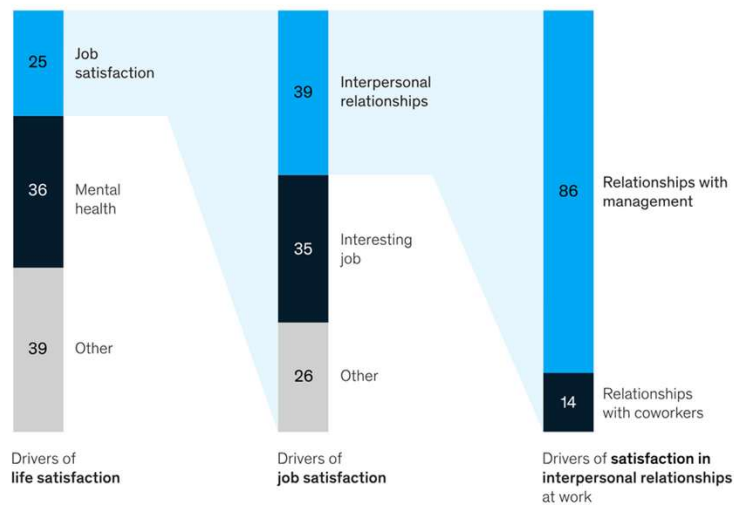 25
Job
satisfaction
36
Mental
health
39
Other
Drivers of
life satisfaction
39
Interpersonal
relationships
35
Interesting
job
26
Other
Drivers of
job satisfaction
86
Relationships with
management
14
Relationships
with coworkers
Drivers of satisfaction in
interpersonal relationships
at work